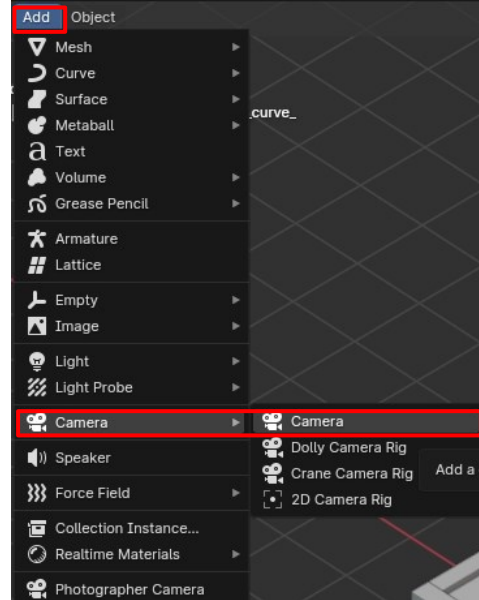 Add Object
Mesh
Curve
Surface
_curve_
Metaball
Text
Volume
Grease Pencil
Armature
Lattice
Empty
Image
Light
Light Probe
Camera Camera
Dolly Camera Rig
Speaker
Crane Camera Rig Add a
Force Field
2D Camera Rig
Collection Instance...
Realtime Materials
Photographer Camera